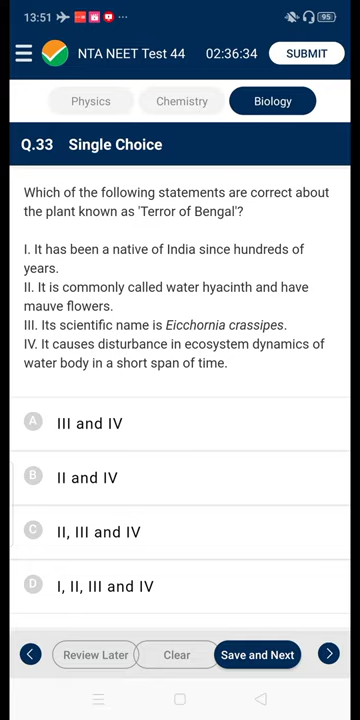 13:51 ... 95
NTA NEET Test 44 02:36:34 SUBMIT
Physics Chemistry Biology
Q.33 Single Choice
Which of the following statements are correct about
the plant known as 'Terror of Bengal'?
I. It has been a native of India since hundreds of
years.
II. It is commonly called water hyacinth and have
mauve flowers.
III. Its scientific name is Eicchornia crassipes.
IV. It causes disturbance in ecosystem dynamics of
water body in a short span of time.
A III and IV
B II and IV
C II, III and IV
D I, II, III and IV
Review Later Clear Save and Next